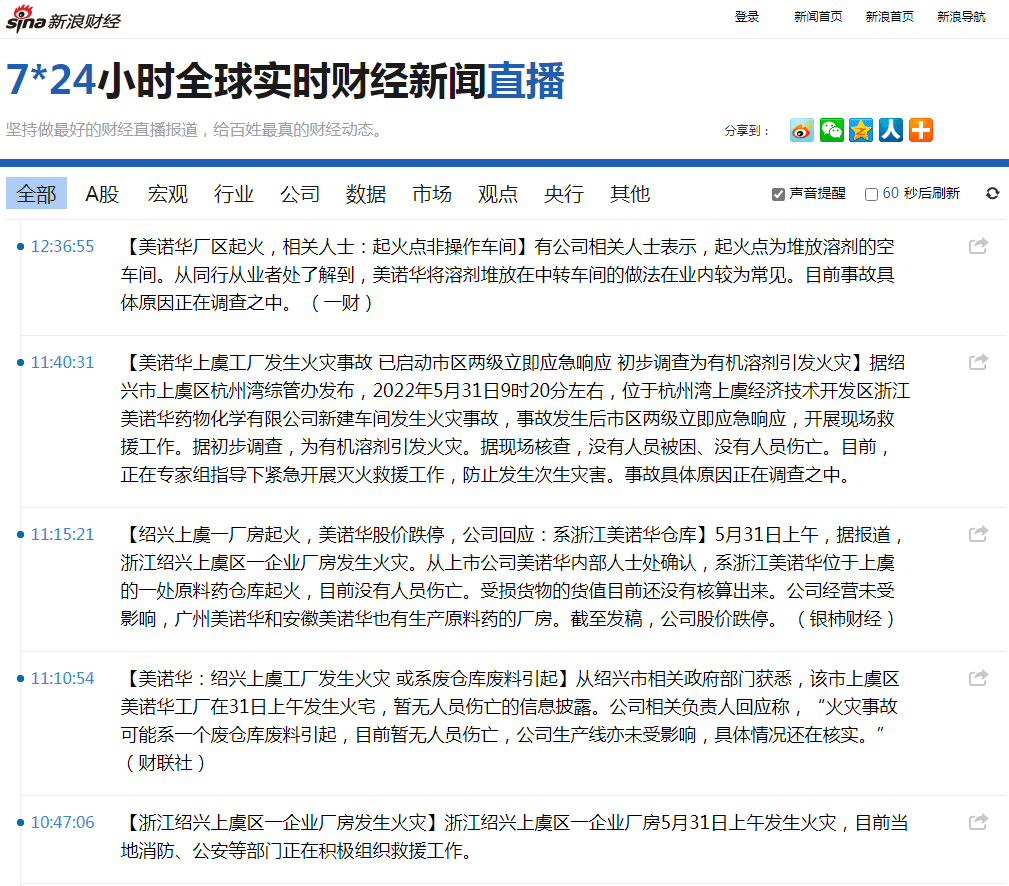 sina新浪财经
登录 新闻首页 新浪首页 新浪导航
7*24小时全球实时财经新闻直播
坚持做最好的财经直播报道，给百姓最真的财经动态。
分享到：
全部 A股 宏观 行业 公司 数据 市场 观点 央行 其他 声音提醒 60 秒后刷新
12:36:55 【美诺华厂区起火，相关人士：起火点非操作车间】有公司相关人士表示，起火点为堆放溶剂的空
车间。从同行从业者处了解到，美诺华将溶剂堆放在中转车间的做法在业内较为常见。目前事故具
体原因正在调查之中。（一财）
11:40:31 【美诺华上虞工厂发生火灾事故 已启动市区两级立即应急响应 初步调查为有机溶剂引发火灾】据绍
兴市上虞区杭州湾综管办发布，2022年5月31日9时20分左右，位于杭州湾上虞经济技术开发区浙江
美诺华药物化学有限公司新建车间发生火灾事故，事故发生后市区两级立即应急响应，开展现场救
援工作。据初步调查，为有机溶剂引发火灾。据现场核查，没有人员被困、没有人员伤亡。目前，
正在专家组指导下紧急开展灭火救援工作，防止发生次生灾害。事故具体原因正在调查之中。
11:15:21 【绍兴上虞一厂房起火，美诺华股价跌停，公司回应：系浙江美诺华仓库】5月31日上午，据报道，
浙江绍兴上虞区一企业厂房发生火灾。从上市公司美诺华内部人士处确认，系浙江美诺华位于上虞
的一处原料药仓库起火，目前没有人员伤亡。受损货物的货值目前还没有核算出来。公司经营未受
影响，广州美诺华和安徽美诺华也有生产原料药的厂房。截至发稿，公司股价跌停。（银柿财经）
11:10:54 【美诺华：绍兴上虞工厂发生火灾 或系废仓库废料引起】从绍兴市相关政府部门获悉，该市上虞区
美诺华工厂在31日上午发生火宅，暂无人员伤亡的信息披露。公司相关负责人回应称，“火灾事故
可能系一个废仓库废料引起，目前暂无人员伤亡，公司生产线亦未受影响，具体情况还在核实。”
（财联社）
10:47:06 【浙江绍兴上虞区一企业厂房发生火灾】浙江绍兴上虞区一企业厂房5月31日上午发生火灾，目前当
地消防、公安等部门正在积极组织救援工作。